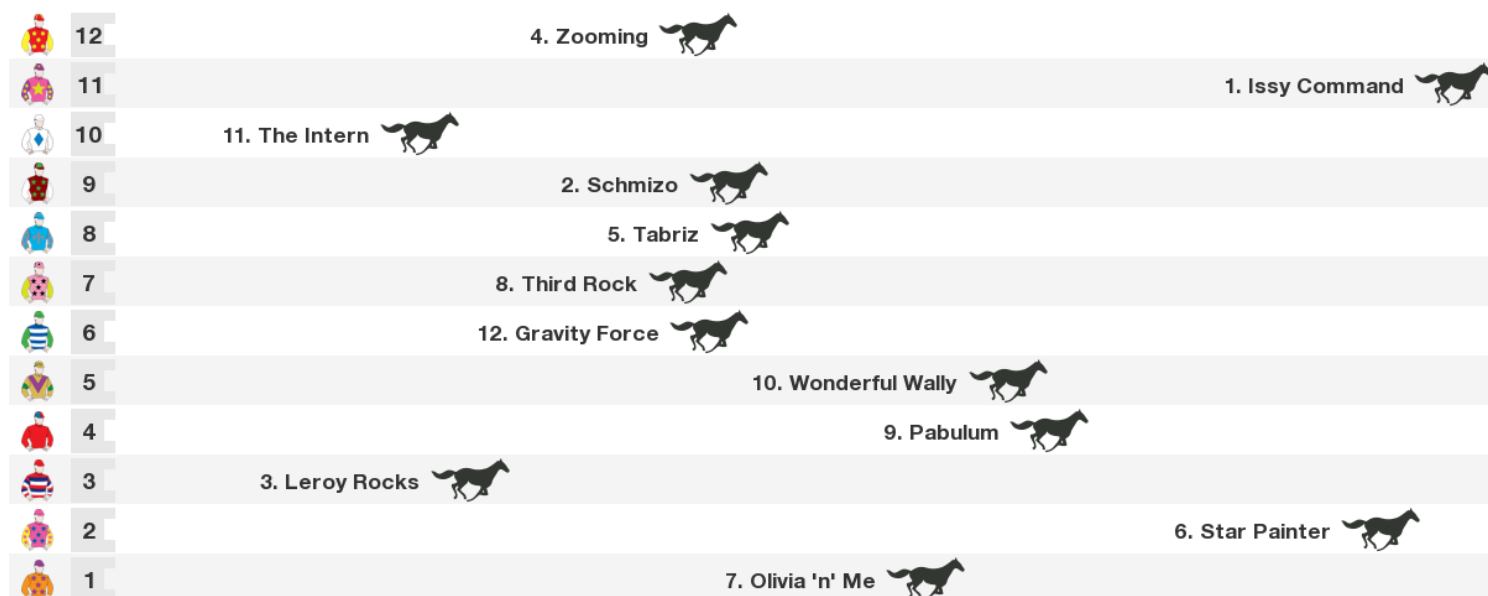 12 4. Zooming
11 1. Issy Command
10 11. The Intern
9 2. Schmizo
8 5. Tabriz
7 8. Third Rock
6 12. Gravity Force
5 10. Wonderful Wally
4 9. Pabulum
3 3. Leroy Rocks
2 6. Star Painter
1 7. Olivia 'n' Me